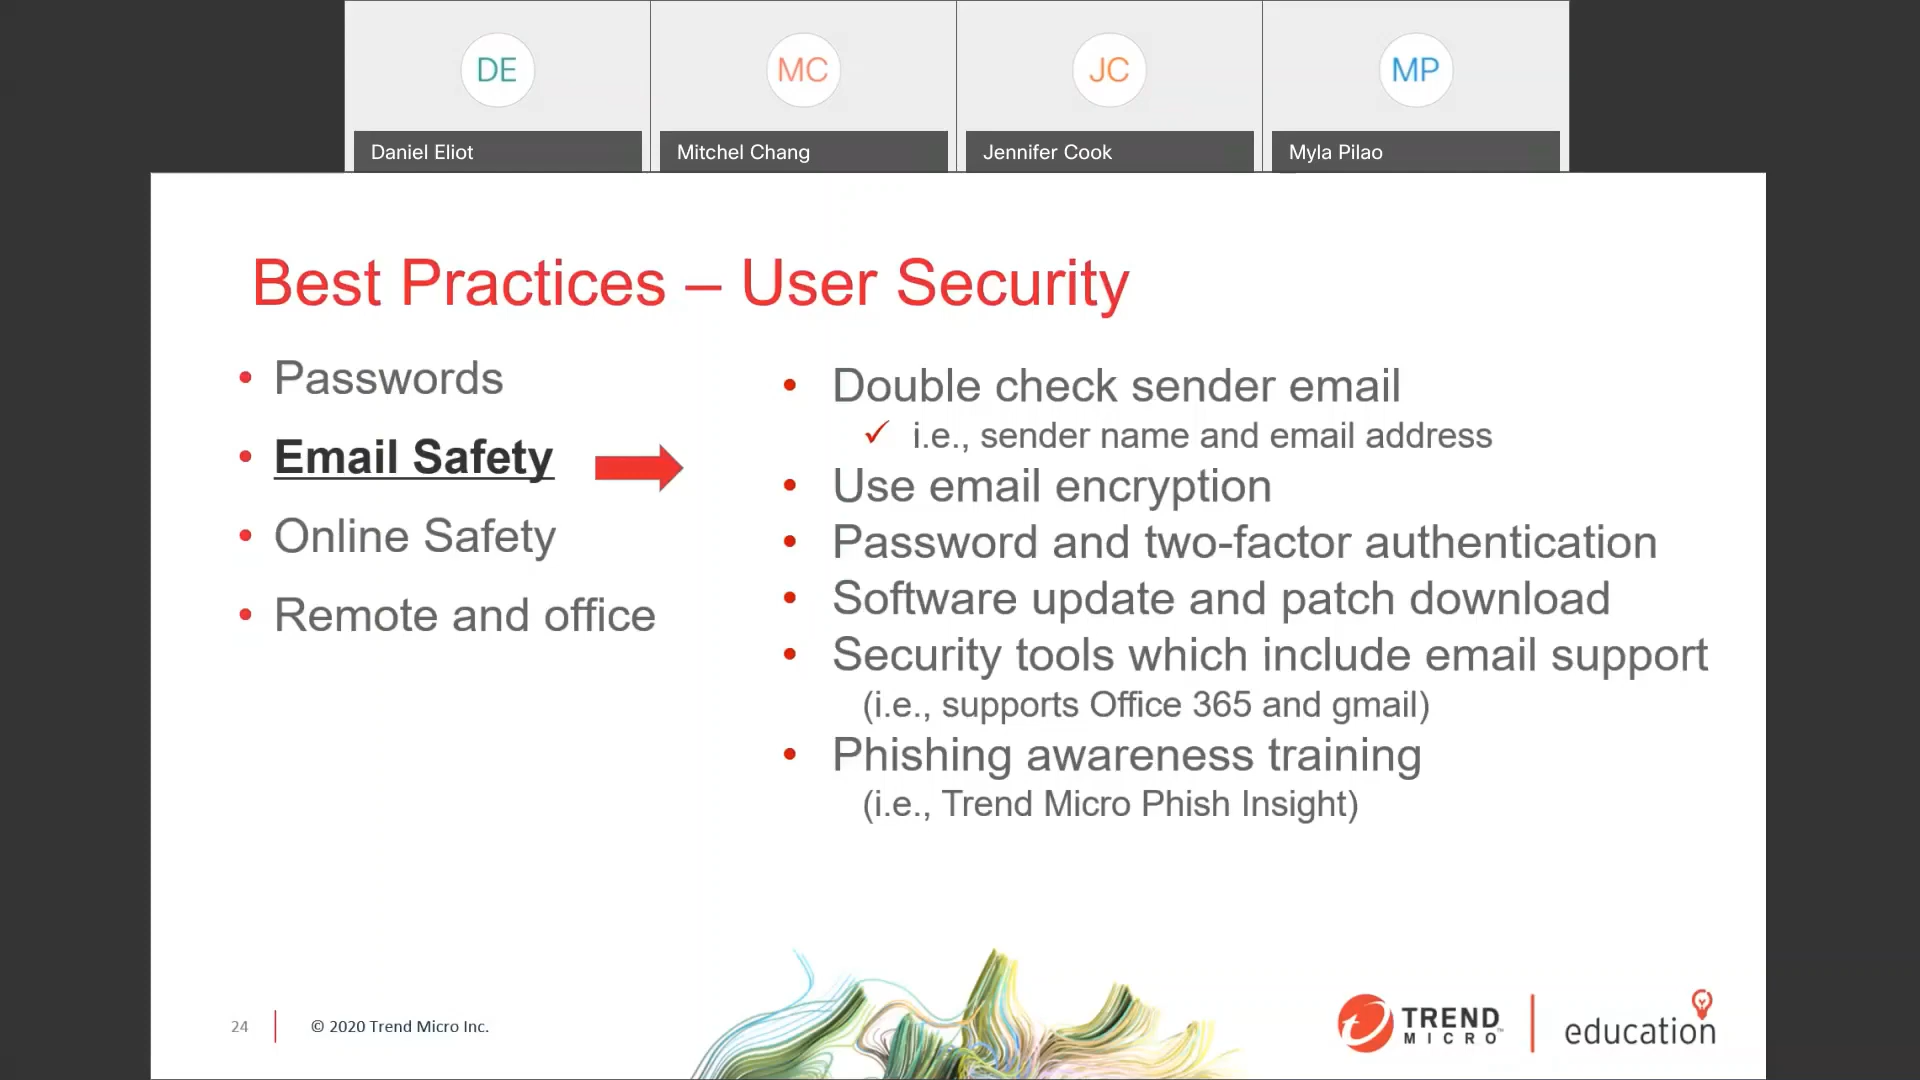 DE
MC
JC
MP
Daniel Eliot
Mitchel Chang
Jennifer Cook
Myla Pilao
Best Practices – User Security
• Passwords
• Email Safety
• Online Safety
• Remote and office
• Double check sender email
✓ i.e., sender name and email address
• Use email encryption
• Password and two-factor authentication
• Software update and patch download
• Security tools which include email support
(i.e., supports Office 365 and gmail)
• Phishing awareness training
(i.e., Trend Micro Phish Insight)
24
© 2020 Trend Micro Inc.
TREND
MICRO™
education